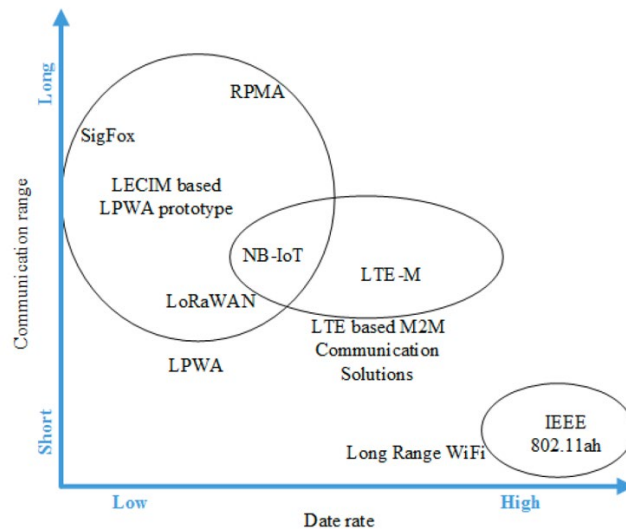 Long
Communication range
Short
RPMA
SigFox
LECIM based
LPWA prototype
NB-IoT
LTE-M
LoRaWAN
LTE based M2M
Communication
Solutions
LPWA
IEEE
802.11ah
Long Range WiFi
Low
High
Date rate